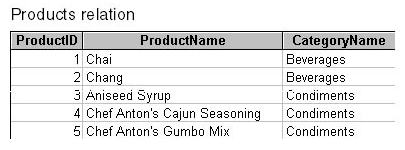 Products relation
ProductID ProductName CategoryName
1 Chai Beverages
2 Chang Beverages
3 Aniseed Syrup Condiments
4 Chef Anton's Cajun Seasoning Condiments
5 Chef Anton's Gumbo Mix Condiments